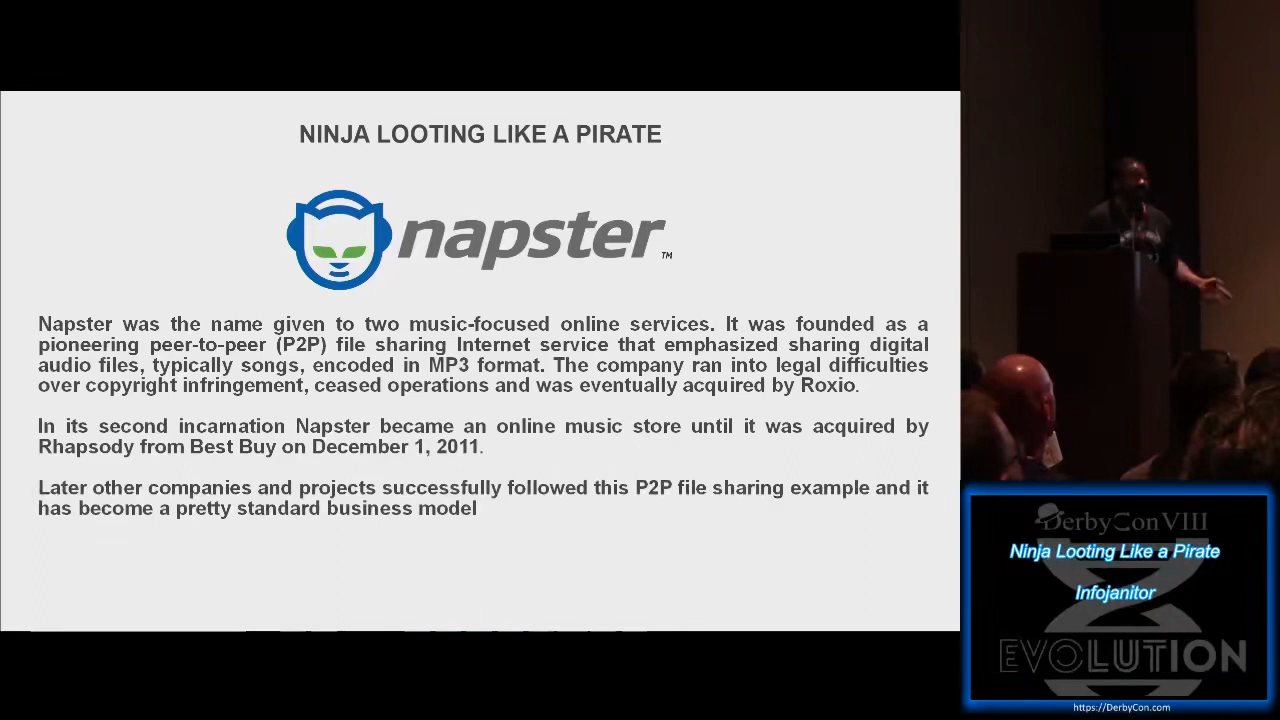 NINJA LOOTING LIKE A PIRATE
napster
TM
Napster was the name given to two music-focused online services. It was founded as a
pioneering peer-to-peer (P2P) file sharing Internet service that emphasized sharing digital
audio files, typically songs, encoded in MP3 format. The company ran into legal difficulties
over copyright infringement, ceased operations and was eventually acquired by Roxio.
In its second incarnation Napster became an online music store until it was acquired by
Rhapsody from Best Buy on December 1, 2011.
Later other companies and projects successfully followed this P2P file sharing example and it
has become a pretty standard business model
DerbyCon VIII
Ninja Looting Like a Pirate
Infojanitor
EVOLUTION
https://DerbyCon.com